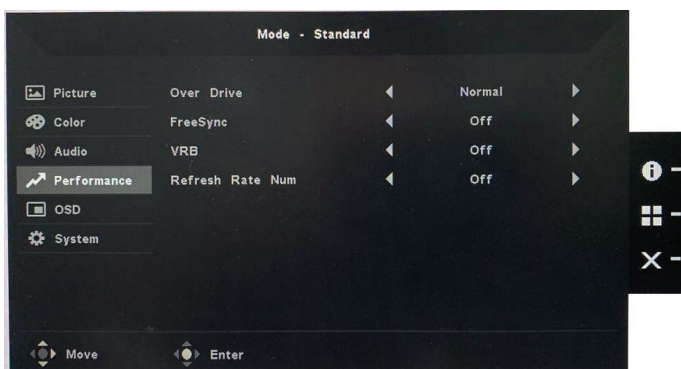 Mode - Standard
Picture
Over Drive Normal
Color
FreeSync Off
Audio
VRB Off
Performance
Refresh Rate Num Off
OSD
System
Move Enter